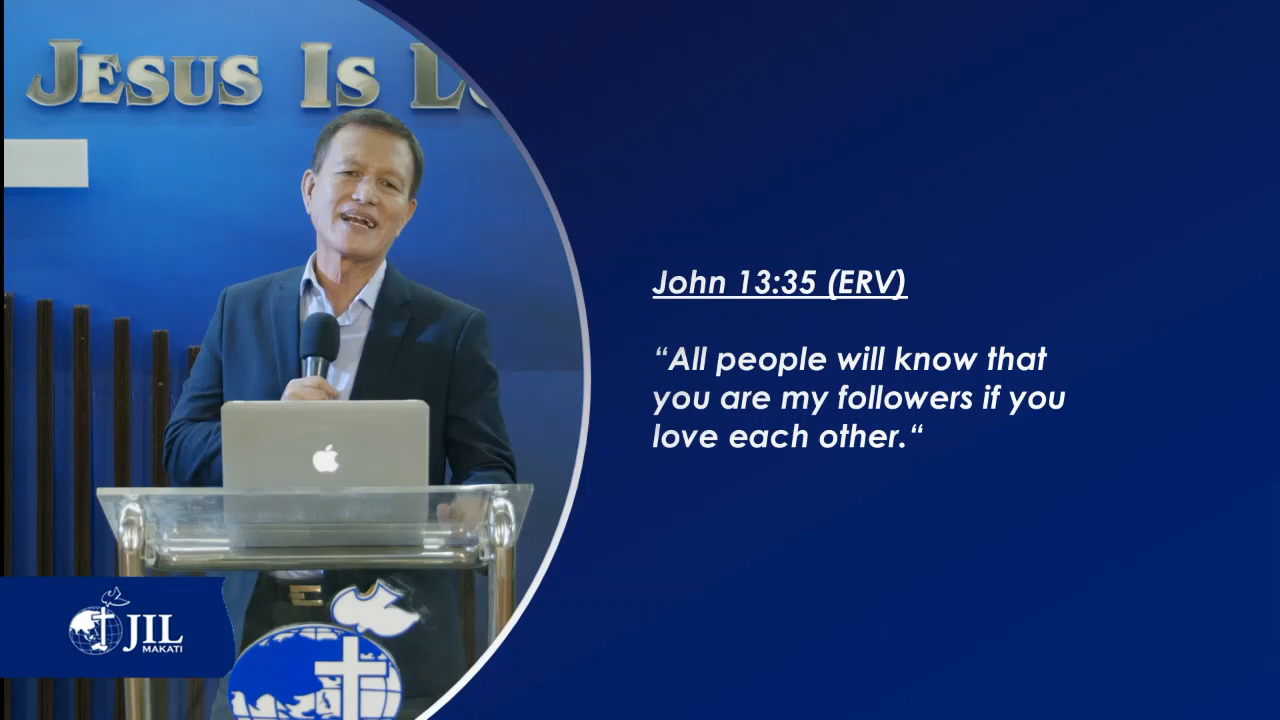 JESUS IS LO
John 13:35 (ERV)
“All people will know that
you are my followers if you
love each other.“
JIL
MAKATI